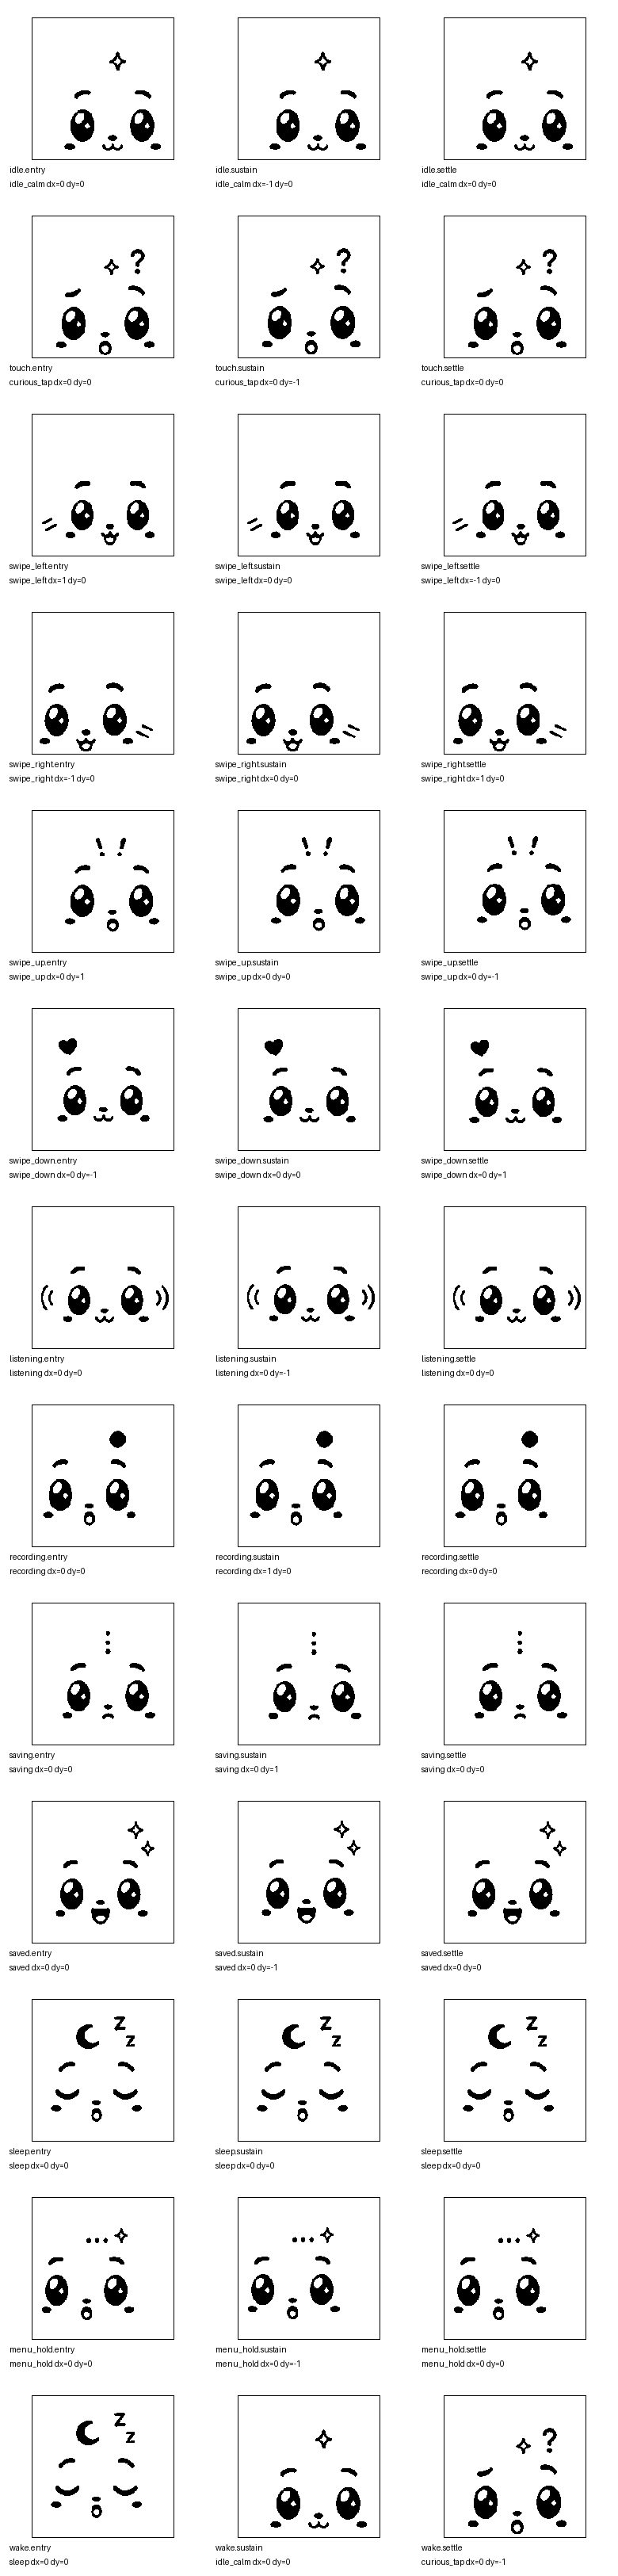 idle.entry idle.sustain idle.settle
idle_calm dx=0 dy=0 idle_calm dx=-1 dy=0 idle_calm dx=0 dy=0
? ? ?
touch.entry touch.sustain touch.settle
curious_tap dx=0 dy=0 curious_tap dx=0 dy=-1 curious_tap dx=0 dy=0
swipe_left.entry swipe_left.sustain swipe_left.settle
swipe_left dx=1 dy=0 swipe_left dx=0 dy=0 swipe_left dx=-1 dy=0
swipe_right.entry swipe_right.sustain swipe_right.settle
swipe_right dx=-1 dy=0 swipe_right dx=0 dy=0 swipe_right dx=1 dy=0
! ! ! ! ! !
swipe_up.entry swipe_up.sustain swipe_up.settle
swipe_up dx=0 dy=1 swipe_up dx=0 dy=0 swipe_up dx=0 dy=-1
swipe_down.entry swipe_down.sustain swipe_down.settle
swipe_down dx=0 dy=-1 swipe_down dx=0 dy=0 swipe_down dx=0 dy=1
listening.entry listening.sustain listening.settle
listening dx=0 dy=0 listening dx=0 dy=-1 listening dx=0 dy=0
recording.entry recording.sustain recording.settle
recording dx=0 dy=0 recording dx=1 dy=0 recording dx=0 dy=0
saving.entry saving.sustain saving.settle
saving dx=0 dy=0 saving dx=0 dy=1 saving dx=0 dy=0
saved.entry saved.sustain saved.settle
saved dx=0 dy=0 saved dx=0 dy=-1 saved dx=0 dy=0
Z z Z z Z z
sleep.entry sleep.sustain sleep.settle
sleep dx=0 dy=0 sleep dx=0 dy=0 sleep dx=0 dy=0
... ... ...
menu_hold.entry menu_hold.sustain menu_hold.settle
menu_hold dx=0 dy=0 menu_hold dx=0 dy=-1 menu_hold dx=0 dy=0
Z z ?
wake.entry wake.sustain wake.settle
sleep dx=0 dy=0 idle_calm dx=0 dy=0 curious_tap dx=0 dy=-1